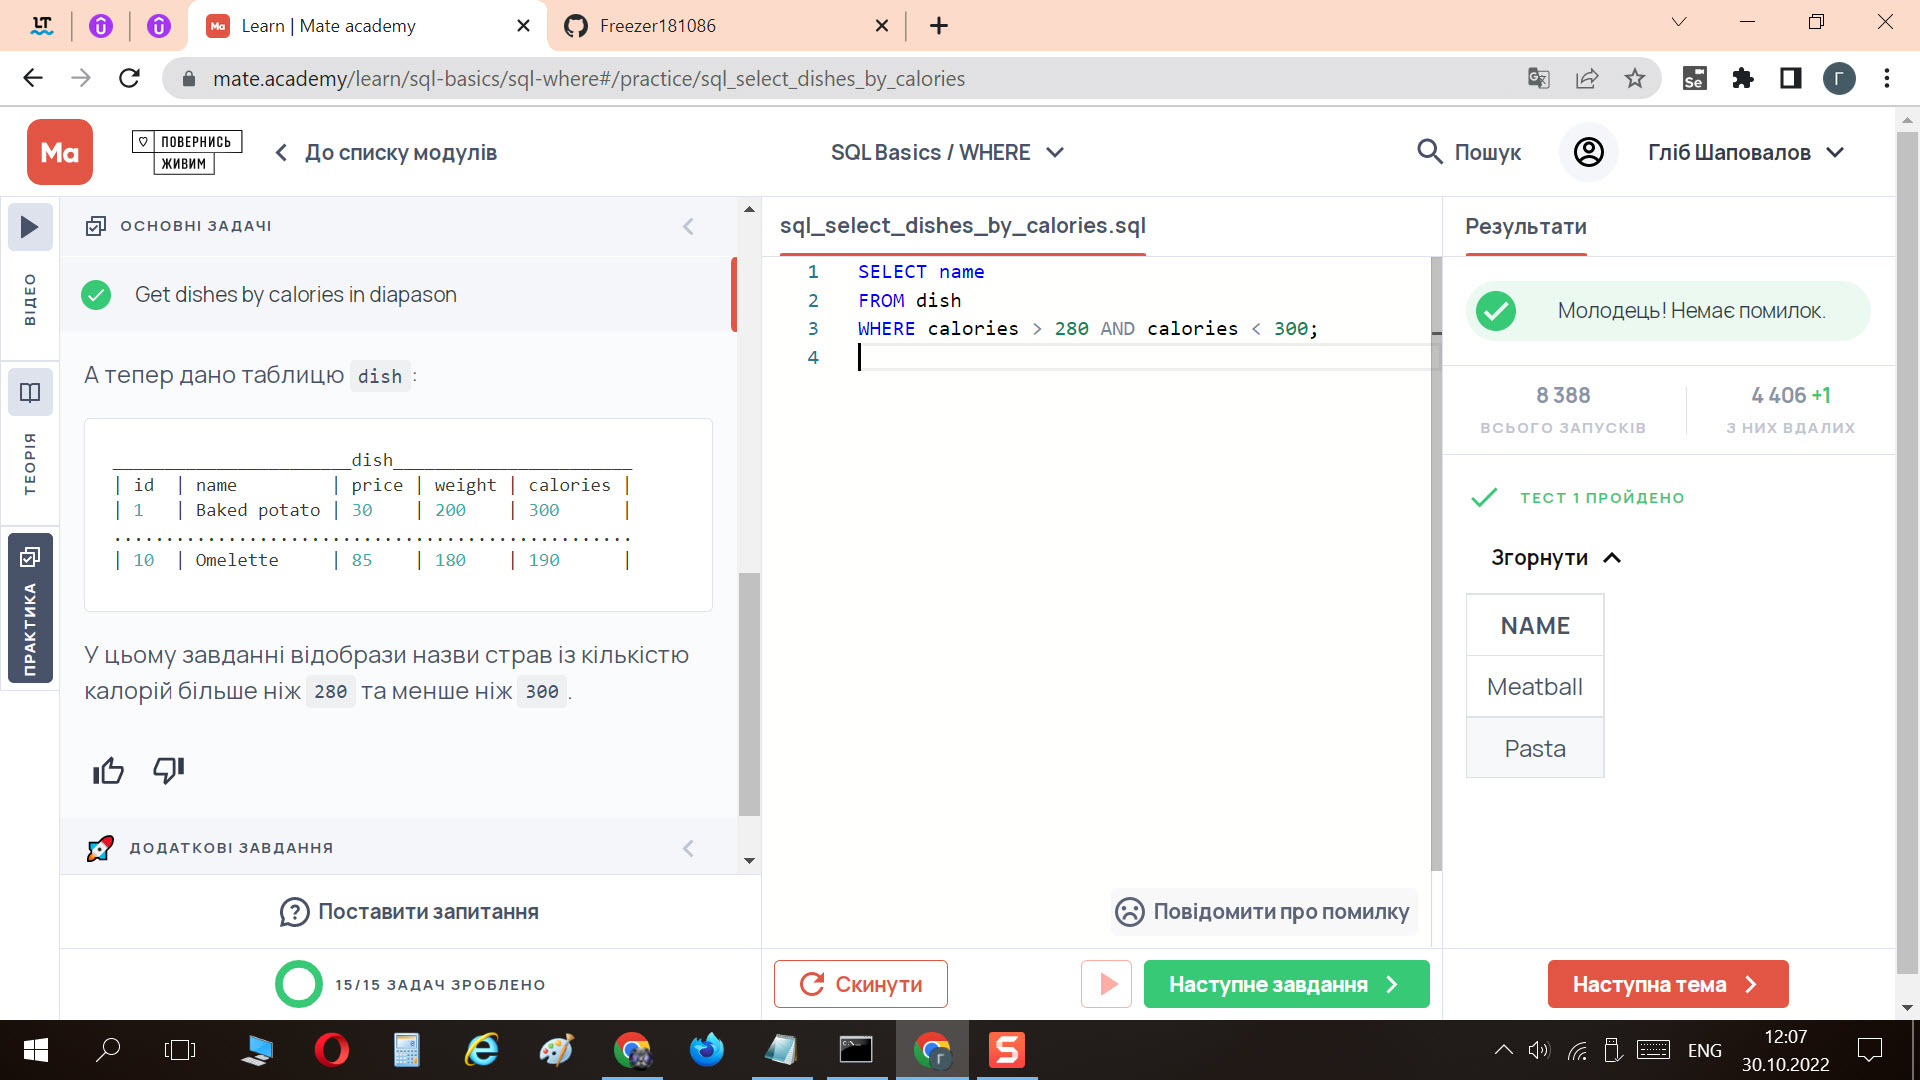 Learn | Mate academy
Freezer181086
mate.academy/learn/sql-basics/sql-where#/practice/sql_select_dishes_by_calories
Ma
ПОВЕРНИСЬ
ЖИВИМ
До списку модулів
SQL Basics / WHERE
Пошук
Гліб Шаповалов
ВІДЕО
ТЕОРІЯ
ПРАКТИКА
ОСНОВНІ ЗАДАЧІ
Get dishes by calories in diapason
А тепер дано таблицю dish :
_______________________dish_______________________
| id | name | price | weight | calories |
| 1 | Baked potato | 30 | 200 | 300 |
..................................................
| 10 | Omelette | 85 | 180 | 190 |
У цьому завданні відобрази назви страв із кількістю
калорій більше ніж 280 та менше ніж 300 .
ДОДАТКОВІ ЗАВДАННЯ
Поставити запитання
15/15 ЗАДАЧ ЗРОБЛЕНО
sql_select_dishes_by_calories.sql
1 SELECT name
2 FROM dish
3 WHERE calories > 280 AND calories < 300;
4
Повідомити про помилку
Скинути
Наступне завдання
Результати
Молодець! Немає помилок.
8 388
ВСЬОГО ЗАПУСКІВ
4 406 +1
З НИХ ВДАЛИХ
ТЕСТ 1 ПРОЙДЕНО
Згорнути
NAME
Meatball
Pasta
Наступна тема
ENG
12:07
30.10.2022